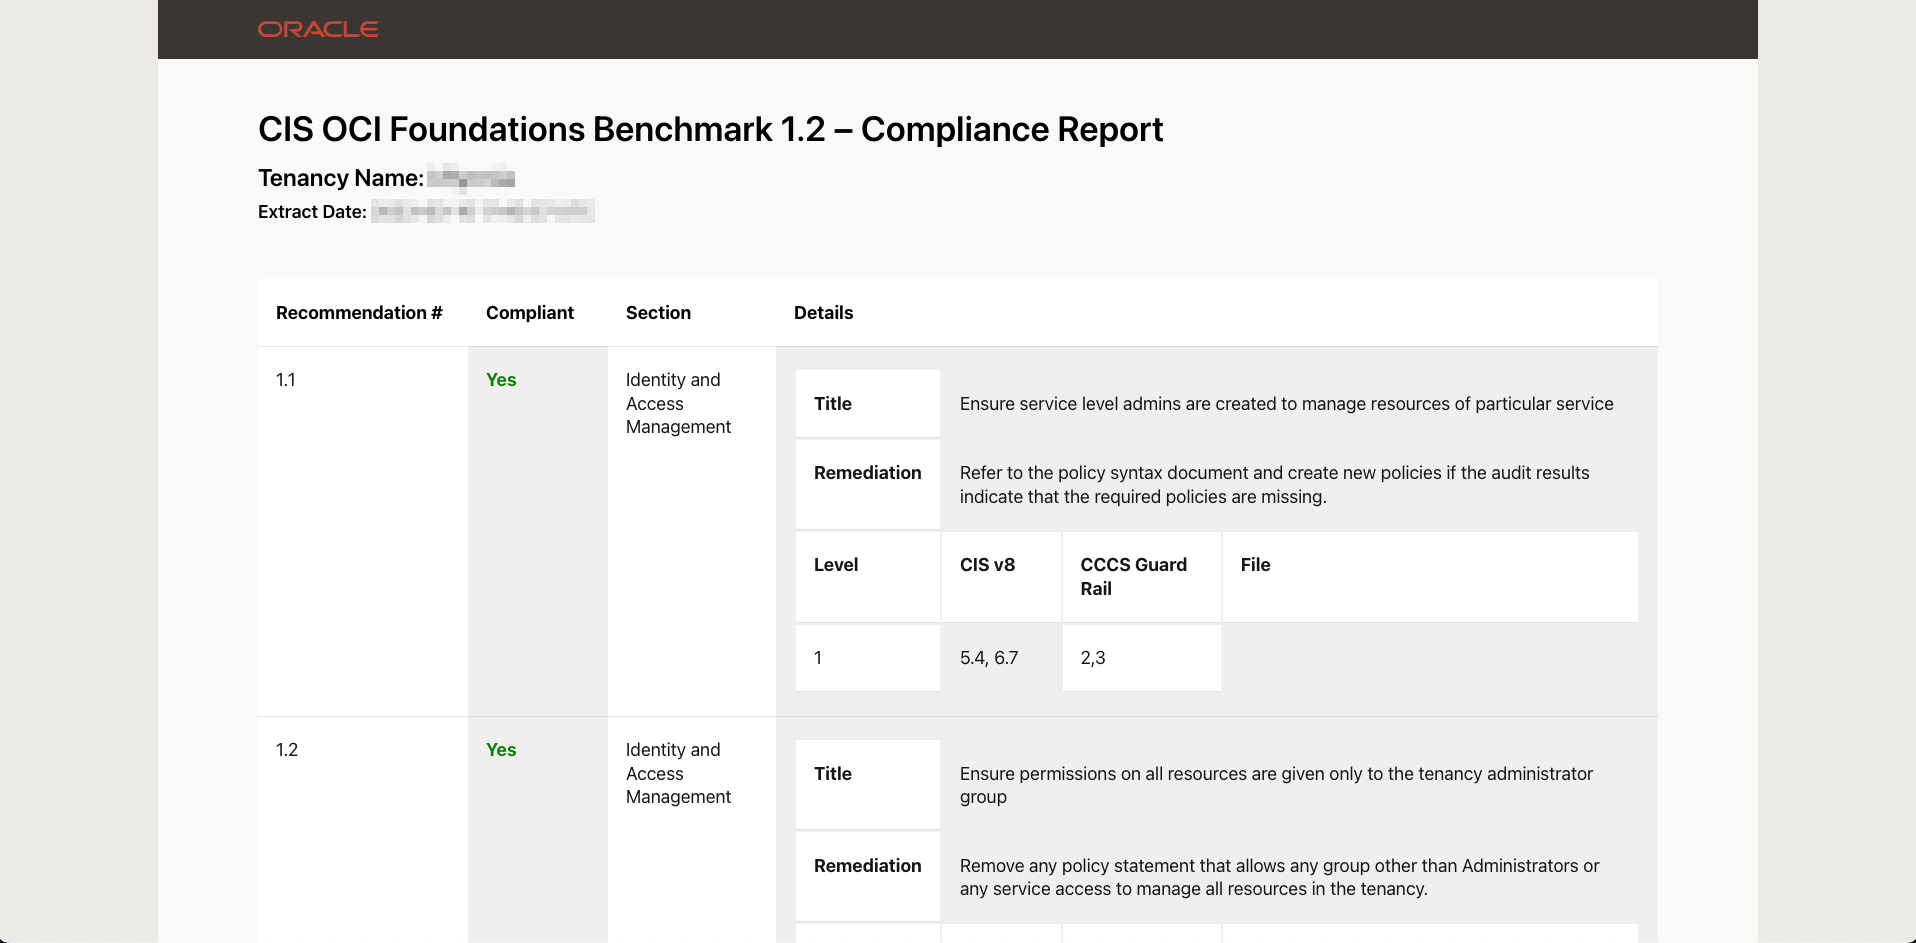 ORACLE
CIS OCI Foundations Benchmark 1.2 – Compliance Report
Tenancy Name:
Extract Date:
Recommendation #
Compliant
Section
Details
1.1
Yes
Identity and
Access
Management
Title
Ensure service level admins are created to manage resources of particular service
Remediation
Refer to the policy syntax document and create new policies if the audit results
indicate that the required policies are missing.
Level
CIS v8
CCCS Guard
Rail
File
1
5.4, 6.7
2,3
1.2
Yes
Identity and
Access
Management
Title
Ensure permissions on all resources are given only to the tenancy administrator
group
Remediation
Remove any policy statement that allows any group other than Administrators or
any service access to manage all resources in the tenancy.